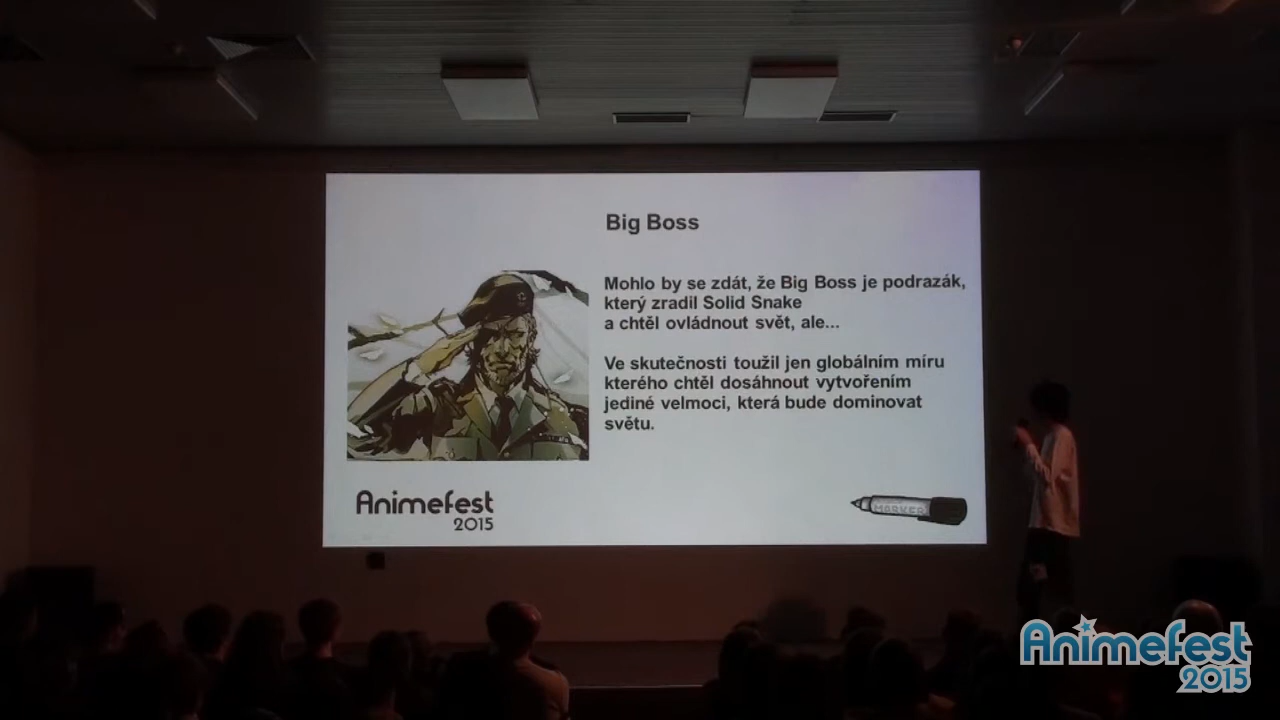 Big Boss
Mohlo by se zdát, že Big Boss je podrazák,
který zradil Solid Snake
a chtěl ovládnout svět, ale...
Ve skutečnosti toužil jen globálním míru
kterého chtěl dosáhnout vytvořením
jediné velmoci, která bude dominovat
světu.
Animefest
2015
MARKER
Animefest
2015